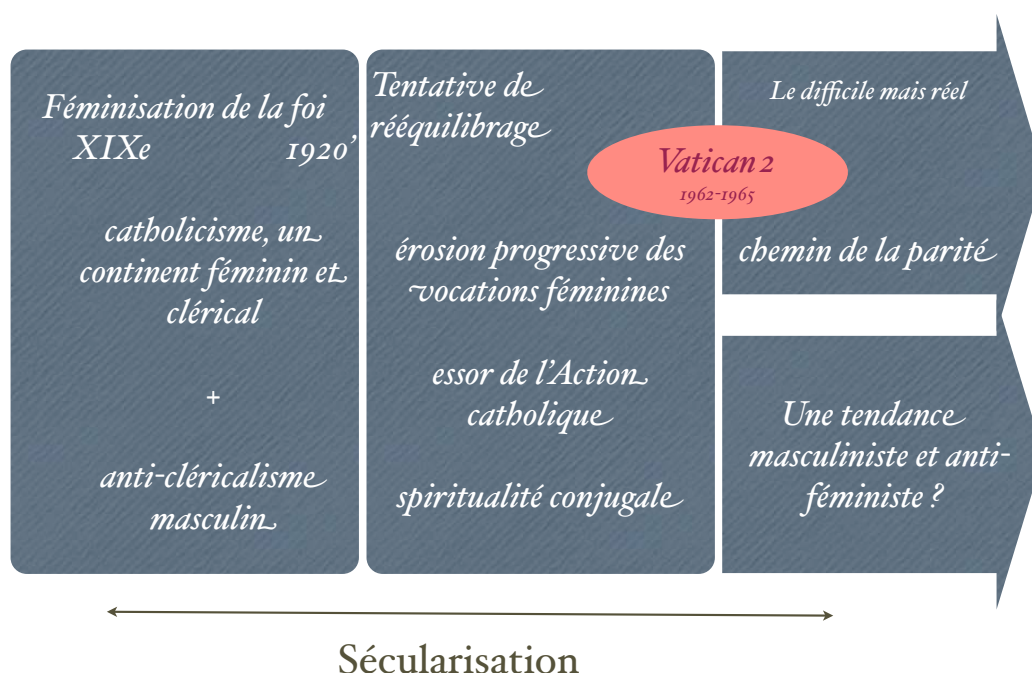 Féminisation de la foi
XIXe 1920'
catholicisme, un
continent féminin et
clérical
+
anti-cléricalisme
masculin
Tentative de
rééquilibrage
érosion progressive des
vocations féminines
essor de l'Action
catholique
spiritualité conjugale
Vatican 2
1962-1965
Le difficile mais réel
chemin de la parité
Une tendance
masculiniste et anti-
féministe ?
Sécularisation